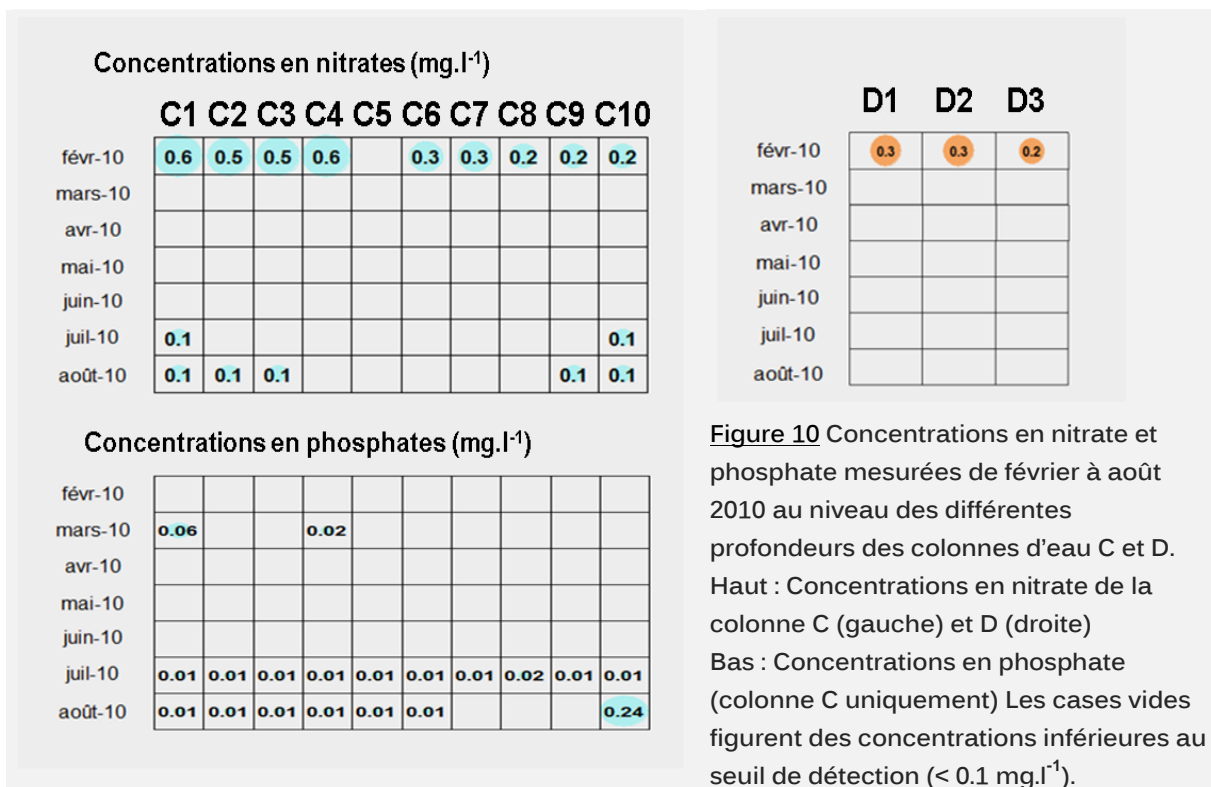 Concentrations en nitrates (mg.l-1)
C1 C2 C3 C4 C5 C6 C7 C8 C9 C10
févr-10 0.6 0.5 0.5 0.6 0.3 0.3 0.2 0.2 0.2
mars-10
avr-10
mai-10
juin-10
juil-10 0.1 0.1
août-10 0.1 0.1 0.1 0.1 0.1
Concentrations en phosphates (mg.l-1)
févr-10
mars-10 0.06 0.02
avr-10
mai-10
juin-10
juil-10 0.01 0.01 0.01 0.01 0.01 0.01 0.01 0.02 0.01 0.01
août-10 0.01 0.01 0.01 0.01 0.01 0.01 0.24
D1 D2 D3
févr-10 0.3 0.3 0.2
mars-10
avr-10
mai-10
juin-10
juil-10
août-10
Figure 10 Concentrations en nitrate et
phosphate mesurées de février à août
2010 au niveau des différentes
profondeurs des colonnes d’eau C et D.
Haut : Concentrations en nitrate de la
colonne C (gauche) et D (droite)
Bas : Concentrations en phosphate
(colonne C uniquement) Les cases vides
figurent des concentrations inférieures au
seuil de détection (< 0.1 mg.l-1).